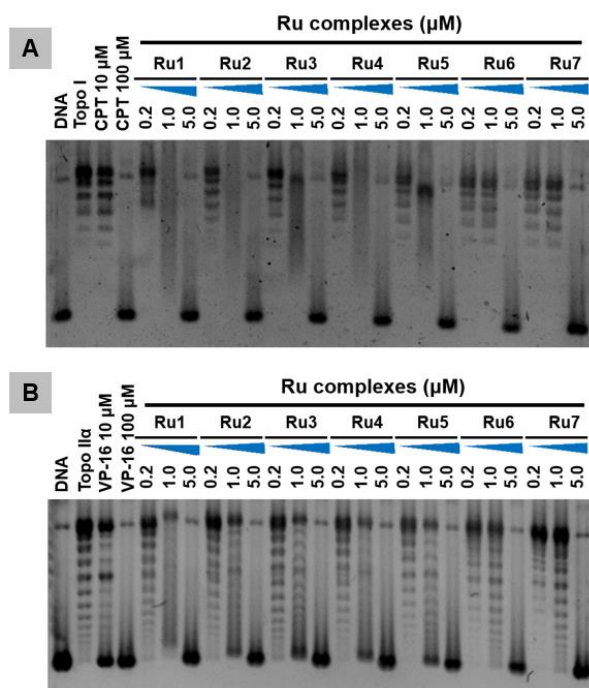 Ru complexes (µM)
A
Ru1 Ru2 Ru3 Ru4 Ru5 Ru6 Ru7
DNA
Topo I
CPT 10 µM
CPT 100 µM
0.2 1.0 5.0 0.2 1.0 5.0 0.2 1.0 5.0 0.2 1.0 5.0 0.2 1.0 5.0 0.2 1.0 5.0 0.2 1.0 5.0
B
Ru complexes (µM)
Ru1 Ru2 Ru3 Ru4 Ru5 Ru6 Ru7
DNA
Topo IIα
VP-16 10 µM
VP-16 100 µM
0.2 1.0 5.0 0.2 1.0 5.0 0.2 1.0 5.0 0.2 1.0 5.0 0.2 1.0 5.0 0.2 1.0 5.0 0.2 1.0 5.0